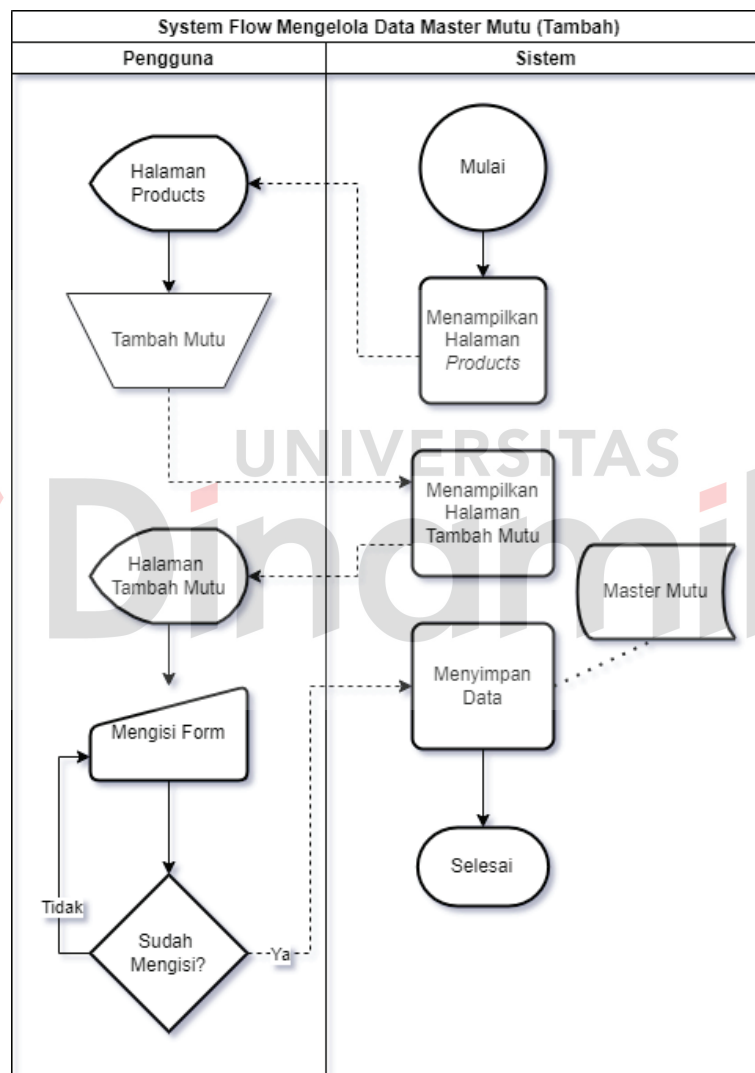 System Flow Mengelola Data Master Mutu (Tambah)
Pengguna
Sistem
Mulai
Halaman
Products
Menampilkan
Halaman
Products
Tambah Mutu
UNIVERSITAS
Menampilkan
Halaman
Tambah Mutu
Halaman
Tambah Mutu
Master Mutu
Menyimpan
Data
Mengisi Form
Selesai
Tidak
Sudah
Mengisi?
Ya